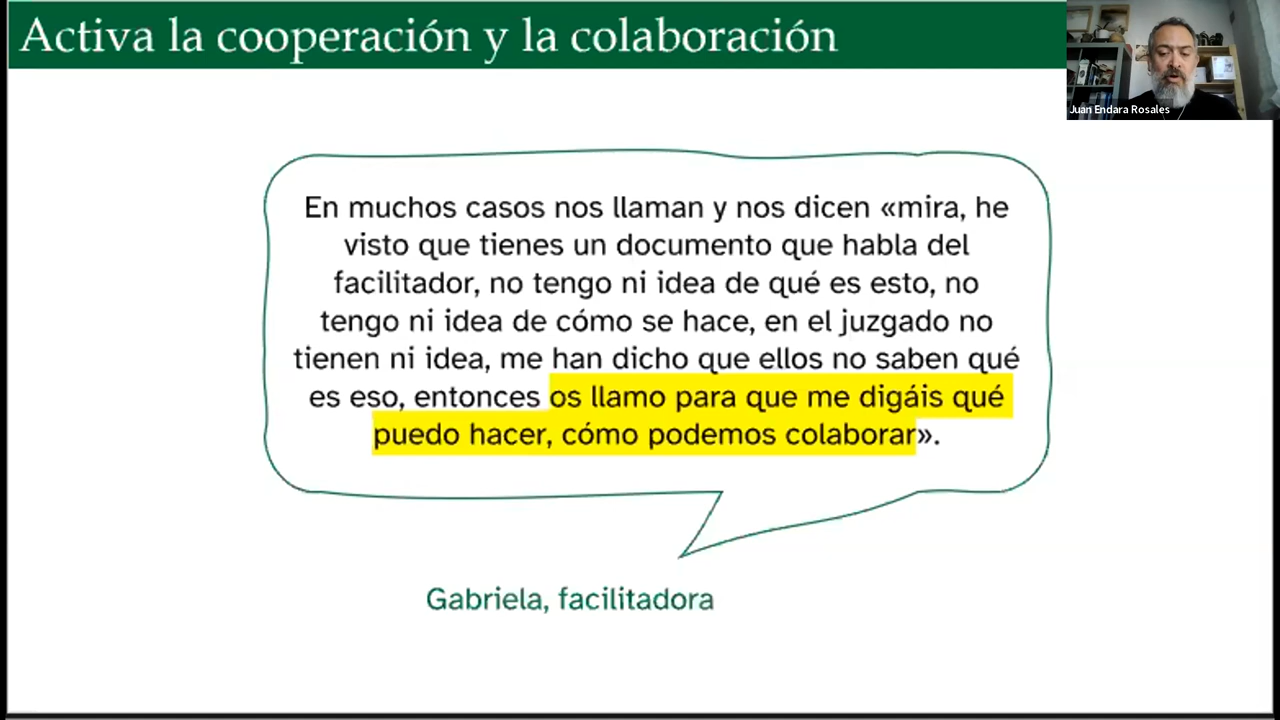 Activa la cooperación y la colaboración
Juan Endara Rosales
En muchos casos nos llaman y nos dicen «mira, he
visto que tienes un documento que habla del
facilitador, no tengo ni idea de qué es esto, no
tengo ni idea de cómo se hace, en el juzgado no
tienen ni idea, me han dicho que ellos no saben qué
es eso, entonces os llamo para que me digáis qué
puedo hacer, cómo podemos colaborar».
Gabriela, facilitadora